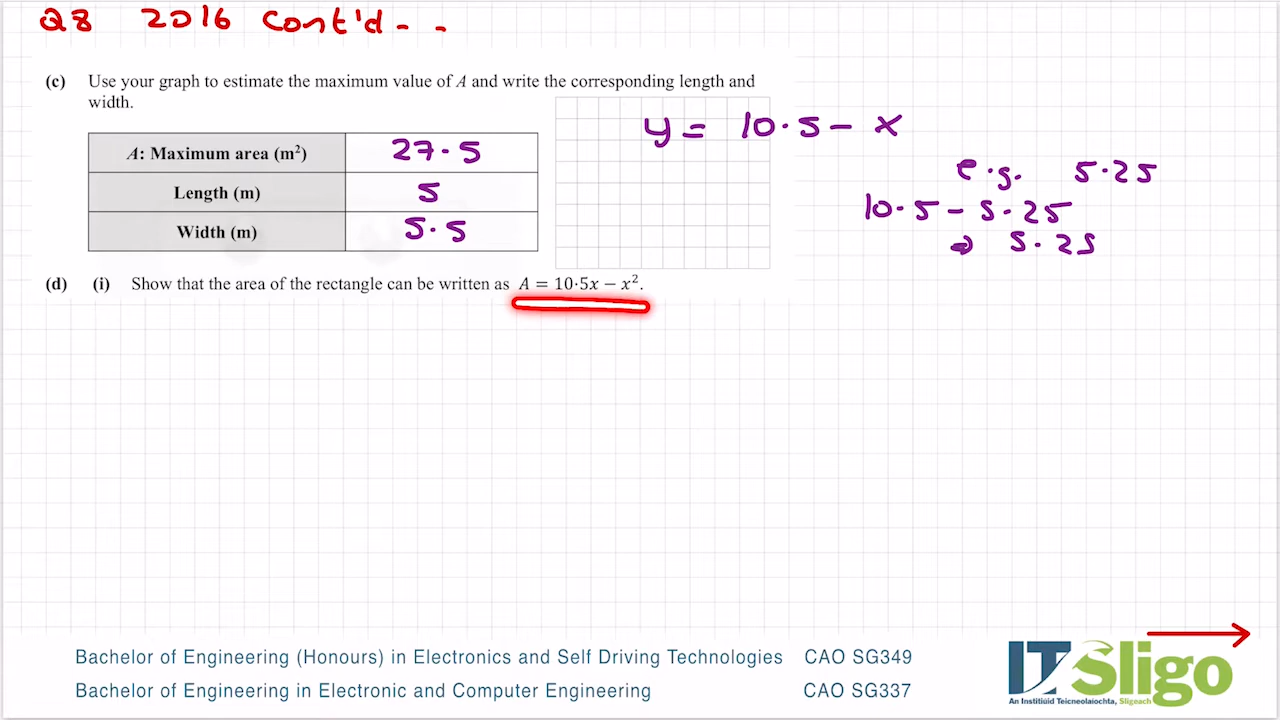 Q8 2016 Cont'd - -
(c) Use your graph to estimate the maximum value of A and write the corresponding length and
width.
y = 10.5 - x
A: Maximum area (m²) 27.5
Length (m) 5
Width (m) 5.5
e.g. 5.25
10.5 - 5.25
⇒ 5.25
(d) (i) Show that the area of the rectangle can be written as A = 10·5x − x².
Bachelor of Engineering (Honours) in Electronics and Self Driving Technologies CAO SG349
Bachelor of Engineering in Electronic and Computer Engineering CAO SG337
IT Sligo
An Institiúid Teicneolaíochta, Sligeach